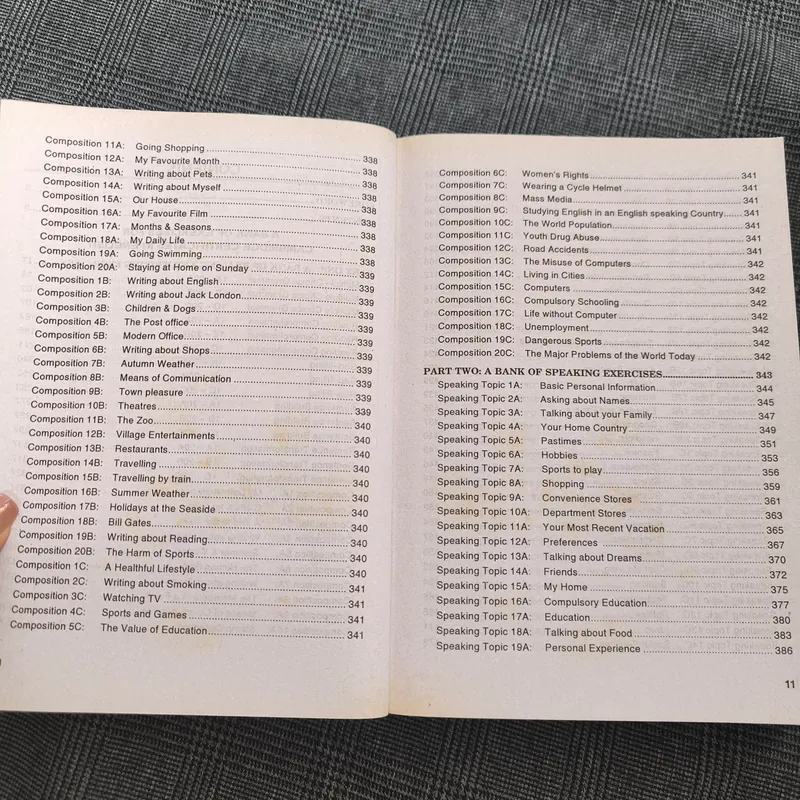 Composition 11A: Going Shopping 338
Composition 12A: My Favourite Month 338
Composition 13A: Writing about Pets 338
Composition 14A: Writing about Myself 338
Composition 15A: Our House 338
Composition 16A: My Favourite Film 338
Composition 17A: Months & Seasons 338
Composition 18A: My Daily Life 338
Composition 19A: Going Swimming 338
Composition 20A: Staying at Home on Sunday 339
Composition 1B: Writing about English 339
Composition 2B: Writing about Jack London 339
Composition 3B: Children & Dogs 339
Composition 4B: The Post office 339
Composition 5B: Modern Office 339
Composition 6B: Writing about Shops 339
Composition 7B: Autumn Weather 339
Composition 8B: Means of Communication 339
Composition 9B: Town pleasure 339
Composition 10B: Theatres 339
Composition 11B: The Zoo 340
Composition 12B: Village Entertainments 340
Composition 13B: Restaurants 340
Composition 14B: Travelling 340
Composition 15B: Travelling by train 340
Composition 16B: Summer Weather 340
Composition 17B: Holidays at the Seaside 340
Composition 18B: Bill Gates 340
Composition 19B: Writing about Reading 340
Composition 20B: The Harm of Sports 340
Composition 1C: A Healthful Lifestyle 340
Composition 2C: Writing about Smoking 340
Composition 3C: Watching TV 341
Composition 4C: Sports and Games 341
Composition 5C: The Value of Education 341
Composition 6C: Women's Rights 341
Composition 7C: Wearing a Cycle Helmet 341
Composition 8C: Mass Media 341
Composition 9C: Studying English in an English speaking Country 341
Composition 10C: The World Population 341
Composition 11C: Youth Drug Abuse 341
Composition 12C: Road Accidents 341
Composition 13C: The Misuse of Computers 342
Composition 14C: Living in Cities 342
Composition 15C: Computers 342
Composition 16C: Compulsory Schooling 342
Composition 17C: Life without Computer 342
Composition 18C: Unemployment 342
Composition 19C: Dangerous Sports 342
Composition 20C: The Major Problems of the World Today 342
PART TWO: A BANK OF SPEAKING EXERCISES 343
Speaking Topic 1A: Basic Personal Information 344
Speaking Topic 2A: Asking about Names 345
Speaking Topic 3A: Talking about your Family 347
Speaking Topic 4A: Your Home Country 349
Speaking Topic 5A: Pastimes 351
Speaking Topic 6A: Hobbies 353
Speaking Topic 7A: Sports to play 356
Speaking Topic 8A: Shopping 359
Speaking Topic 9A: Convenience Stores 361
Speaking Topic 10A: Department Stores 363
Speaking Topic 11A: Your Most Recent Vacation 365
Speaking Topic 12A: Preferences 367
Speaking Topic 13A: Talking about Dreams 370
Speaking Topic 14A: Friends 372
Speaking Topic 15A: My Home 375
Speaking Topic 16A: Compulsory Education 377
Speaking Topic 17A: Education 380
Speaking Topic 18A: Talking about Food 383
Speaking Topic 19A: Personal Experience 386
11